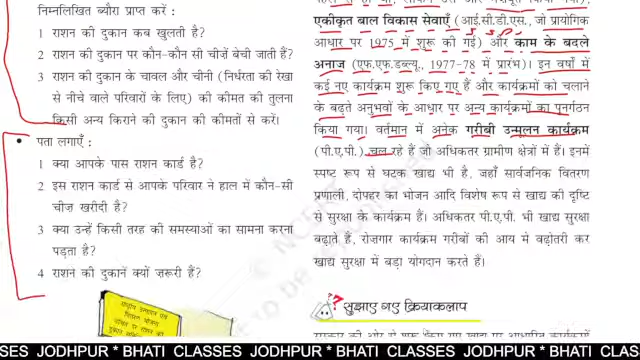 निम्नलिखित ब्यौरा प्राप्त करें :
1 राशन की दुकान कब खुलती है?
2 राशन की दुकान पर कौन-कौन सी चीज़ें बेची जाती हैं?
3 राशन की दुकान के चावल और चीनी (निर्धरता की रेखा
से नीचे वाले परिवारों के लिए) की कीमत की तुलना
किसी अन्य किराने की दुकान की कीमतों से करें।
• पता लगाएँ :
1 क्या आपके पास राशन कार्ड है?
2 इस राशन कार्ड से आपके परिवार ने हाल में कौन-सी
चीज़ खरीदी है?
3 क्या उन्हें किसी तरह की समस्याओं का सामना करना
पड़ता है?
4 राशन की दुकानें क्यों ज़रूरी हैं?
एकीकृत बाल विकास सेवाएँ (आई.सी.डी.एस., जो प्रायोगिक
आधार पर 1975 में शुरू की गई) और काम के बदले
अनाज (एफ.एफ.डब्ल्यू., 1977-78 में प्रारंभ)। इन वर्षों में
कई नए कार्यक्रम शुरू किए गए हैं और कार्यक्रमों को चलाने
के बढ़ते अनुभवों के आधार पर अन्य कार्यक्रमों का पुनर्गठन
किया गया। वर्तमान में अनेक गरीबी उन्मूलन कार्यक्रम
(पी.ए.पी.) चल रहे हैं जो अधिकतर ग्रामीण क्षेत्रों में हैं। इनमें
स्पष्ट रूप से घटक खाद्य भी है, जहाँ सार्वजनिक वितरण
प्रणाली, दोपहर का भोजन आदि विशेष रूप से खाद्य की दृष्टि
से सुरक्षा के कार्यक्रम हैं। अधिकतर पी.ए.पी. भी खाद्य सुरक्षा
बढ़ाते हैं, रोज़गार कार्यक्रम गरीबों की आय में बढ़ोतरी कर
खाद्य सुरक्षा में बड़ा योगदान करते हैं।
सुझाए गए क्रियाकलाप
SSES JODHPUR * BHATI CLASSES JODHPUR * BHATI CLASSES JODHPUR * BHATI CLASSES